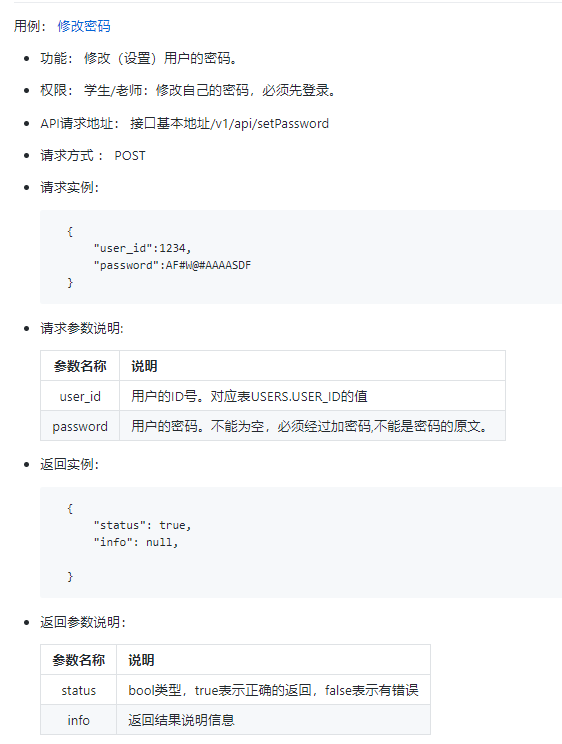 用例： 修改密码
功能： 修改（设置）用户的密码。
权限： 学生/老师：修改自己的密码，必须先登录。
API请求地址： 接口基本地址/v1/api/setPassword
请求方式 ： POST
请求实例：
{
"user_id":1234,
"password":AF#W@#AAAASDF
}
请求参数说明:
参数名称 说明
user_id 用户的ID号。对应表USERS.USER_ID的值
password 用户的密码。不能为空，必须经过加密码,不能是密码的原文。
返回实例：
{
"status": true,
"info": null,
}
返回参数说明：
参数名称 说明
status bool类型，true表示正确的返回，false表示有错误
info 返回结果说明信息